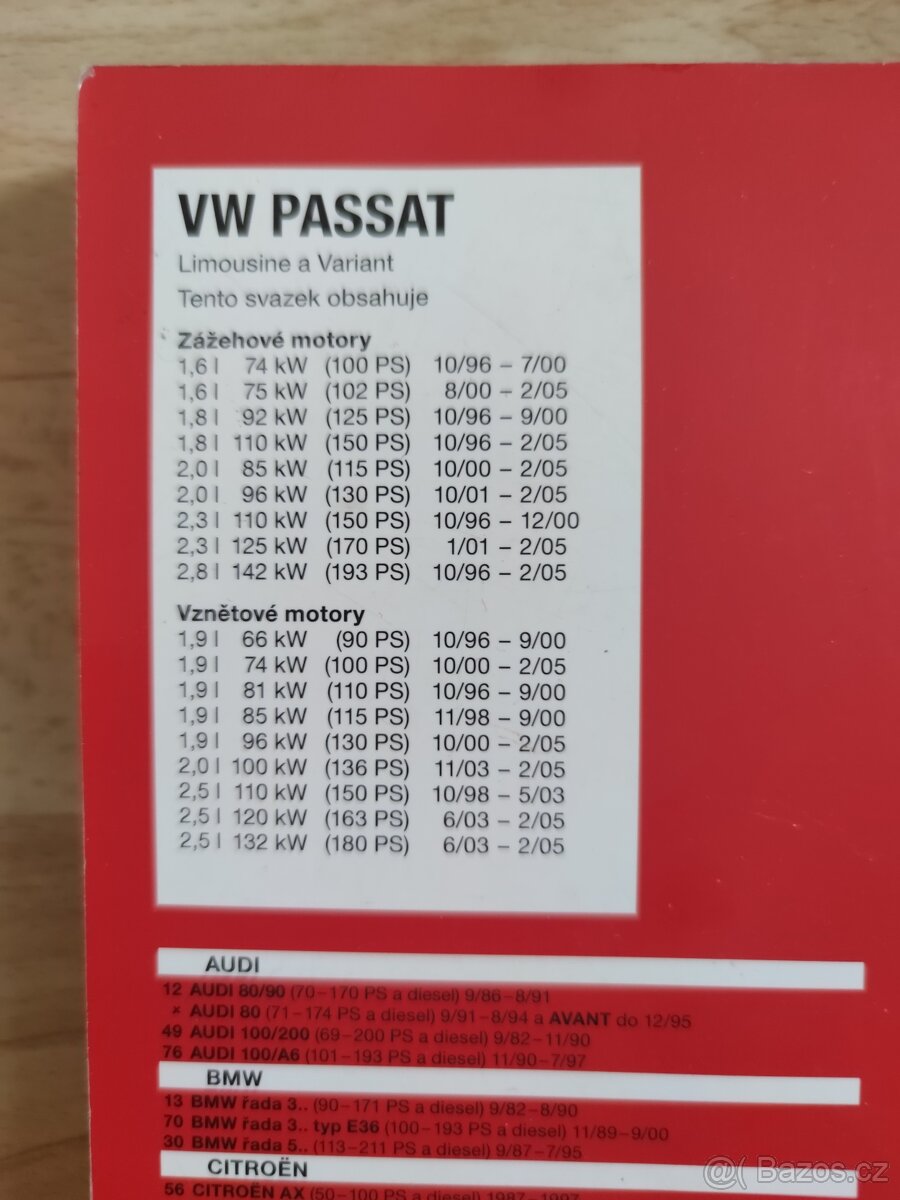 VW PASSAT
Limousine a Variant
Tento svazek obsahuje
Zážehové motory
1,6 l 74 kW (100 PS) 10/96 – 7/00
1,6 l 75 kW (102 PS) 8/00 – 2/05
1,8 l 92 kW (125 PS) 10/96 – 9/00
1,8 l 110 kW (150 PS) 10/96 – 2/05
2,0 l 85 kW (115 PS) 10/00 – 2/05
2,0 l 96 kW (130 PS) 10/01 – 2/05
2,3 l 110 kW (150 PS) 10/96 – 12/00
2,3 l 125 kW (170 PS) 1/01 – 2/05
2,8 l 142 kW (193 PS) 10/96 – 2/05
Vznětové motory
1,9 l 66 kW (90 PS) 10/96 – 9/00
1,9 l 74 kW (100 PS) 10/00 – 2/05
1,9 l 81 kW (110 PS) 10/96 – 9/00
1,9 l 85 kW (115 PS) 11/98 – 9/00
1,9 l 96 kW (130 PS) 10/00 – 2/05
2,0 l 100 kW (136 PS) 11/03 – 2/05
2,5 l 110 kW (150 PS) 10/98 – 5/03
2,5 l 120 kW (163 PS) 6/03 – 2/05
2,5 l 132 kW (180 PS) 6/03 – 2/05
AUDI
12 AUDI 80/90 (70–170 PS a diesel) 9/86–8/91
× AUDI 80 (71–174 PS a diesel) 9/91–8/94 a AVANT do 12/95
49 AUDI 100/200 (69–200 PS a diesel) 9/82–11/90
76 AUDI 100/A6 (101–193 PS a diesel) 11/90–7/97
BMW
13 BMW řada 3.. (90–171 PS a diesel) 9/82–8/90
70 BMW řada 3.. typ E36 (100–193 PS a diesel) 11/89–9/00
30 BMW řada 5.. (113–211 PS a diesel) 9/87–7/95
CITROËN
56 CITROËN AX (50–100 PS a diesel) 1987–1997
@( Bazos.cz